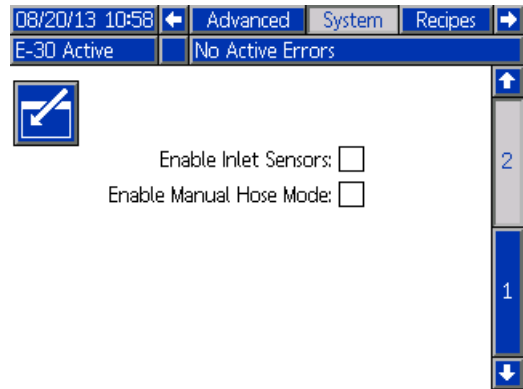 08/20/13 10:58 Advanced System Recipes
E-30 Active No Active Errors
2
Enable Inlet Sensors:
Enable Manual Hose Mode:
1